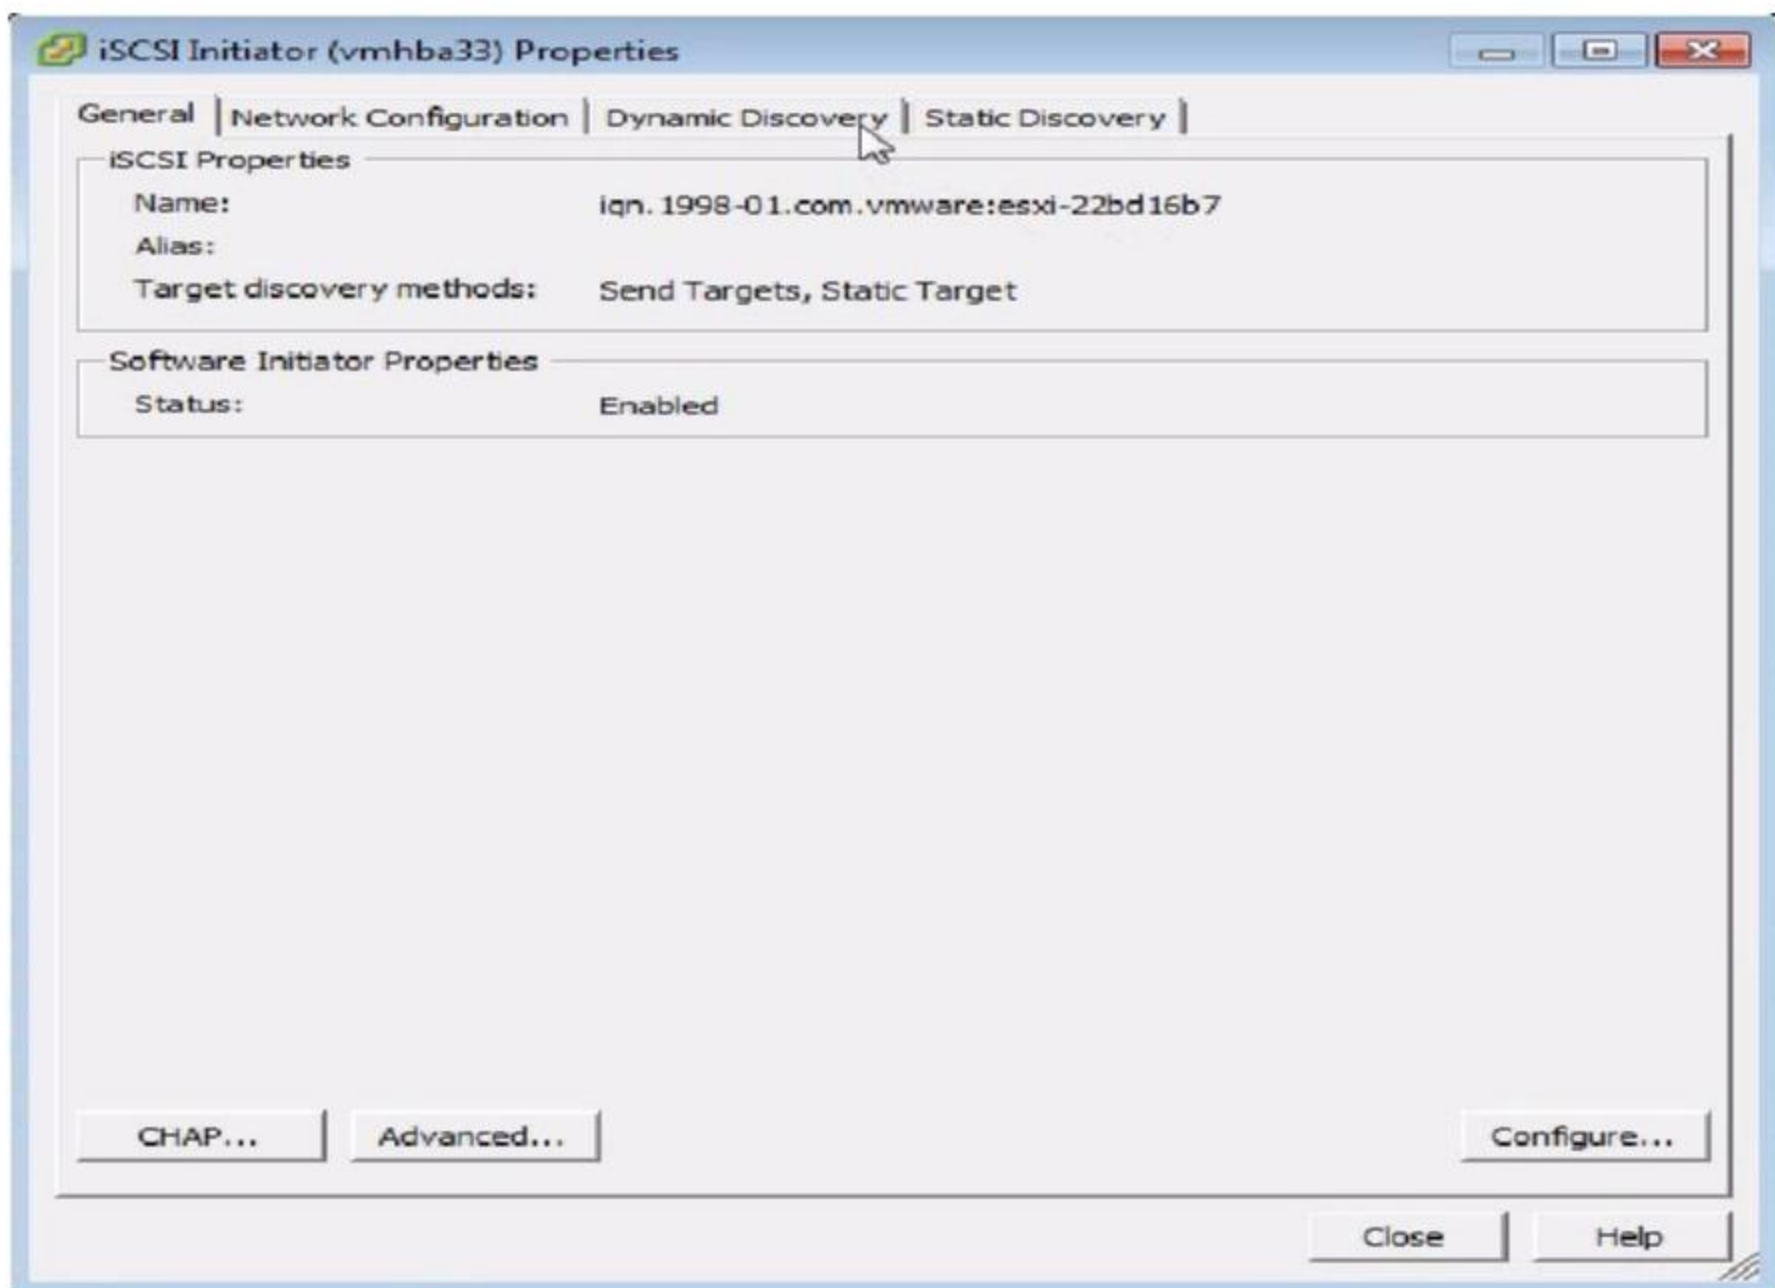 iSCSI Initiator (vmhba33) Properties
General Network Configuration Dynamic Discovery Static Discovery
iSCSI Properties
Name: iqn.1998-01.com.vmware:esxi-22bd16b7
Alias:
Target discovery methods: Send Targets, Static Target
Software Initiator Properties
Status: Enabled
CHAP... Advanced... Configure...
Close Help